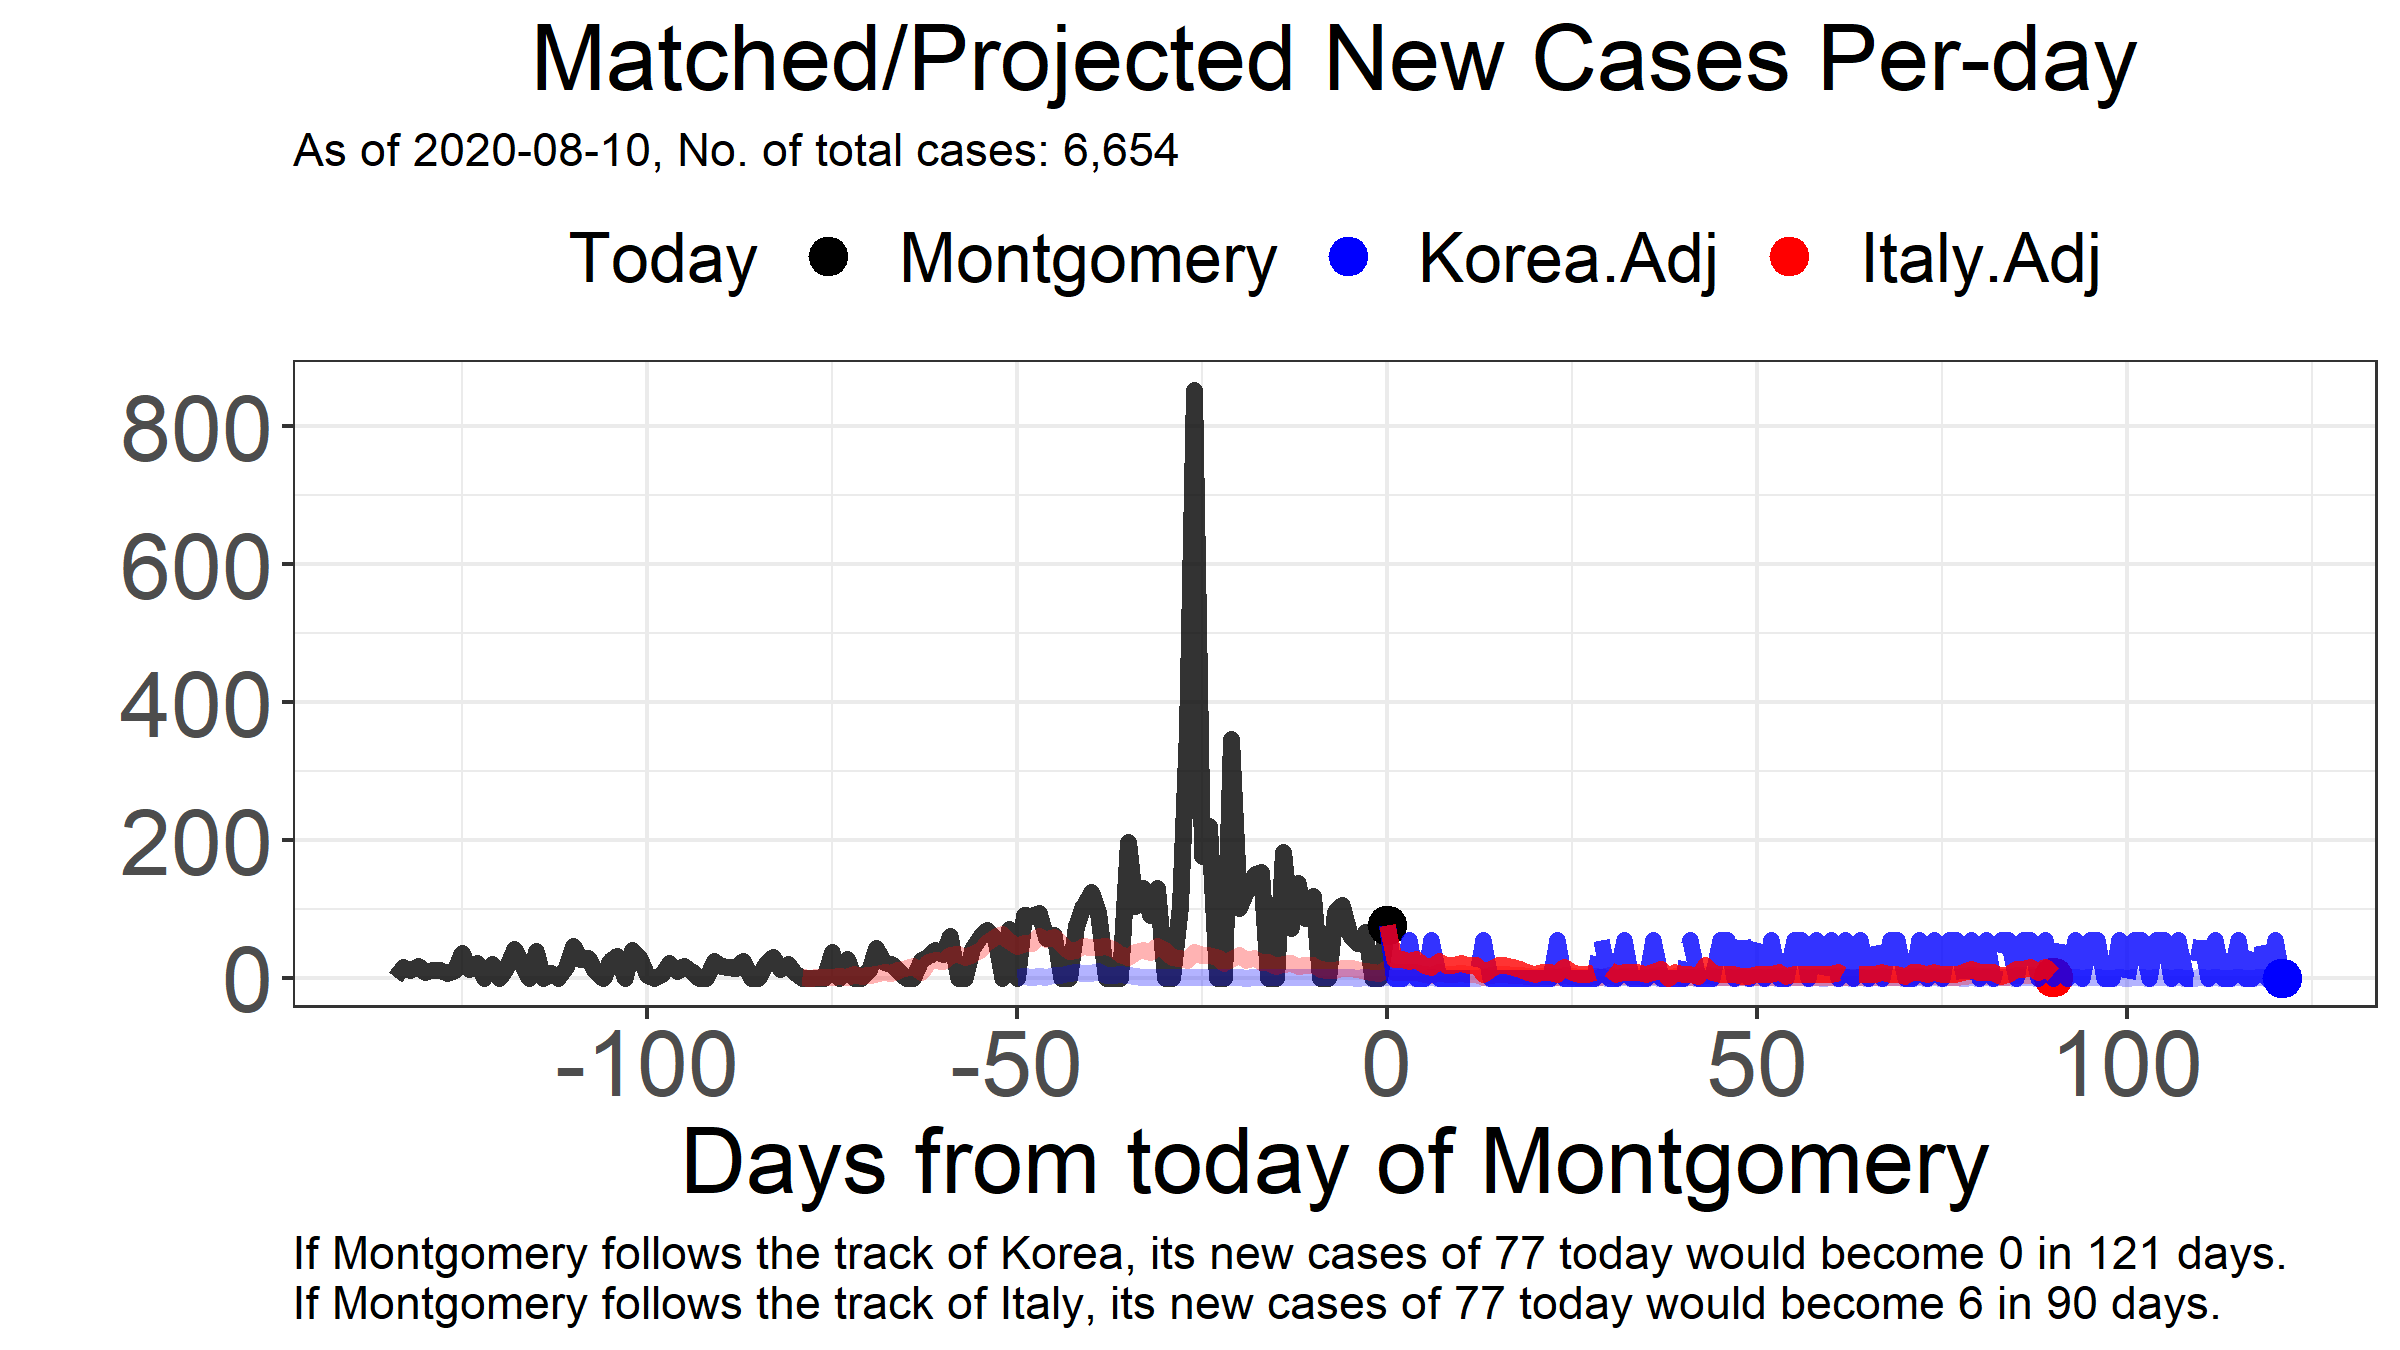 Matched/Projected New Cases Per-day
As of 2020-08-10, No. of total cases: 6,654
Today Montgomery Korea.Adj Italy.Adj
800
600
400
200
0
-100 -50 0 50 100
Days from today of Montgomery
If Montgomery follows the track of Korea, its new cases of 77 today would become 0 in 121 days.
If Montgomery follows the track of Italy, its new cases of 77 today would become 6 in 90 days.